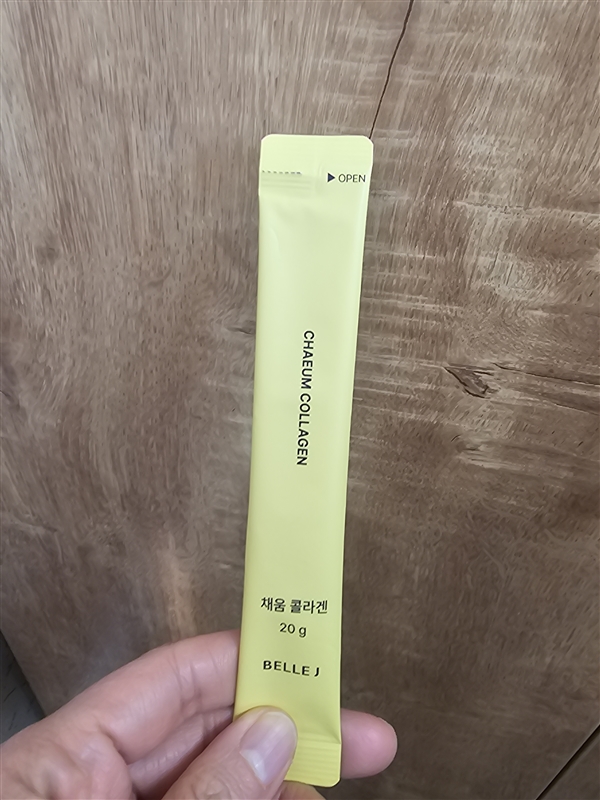 ▶ OPEN
CHAEUM COLLAGEN
채움 콜라겐
20 g
BELLE J